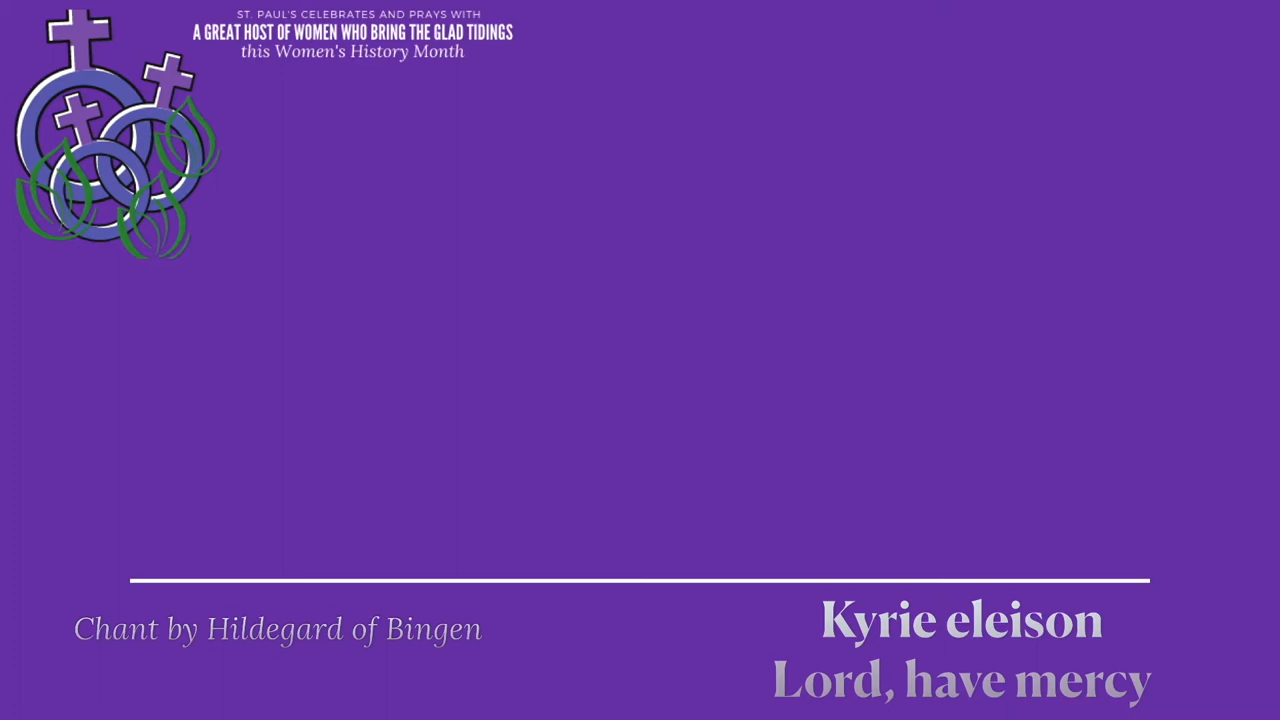 ST. PAUL'S CELEBRATES AND PRAYS WITH
A GREAT HOST OF WOMEN WHO BRING THE GLAD TIDINGS
this Women's History Month
Chant by Hildegard of Bingen
Kyrie eleison
Lord, have mercy